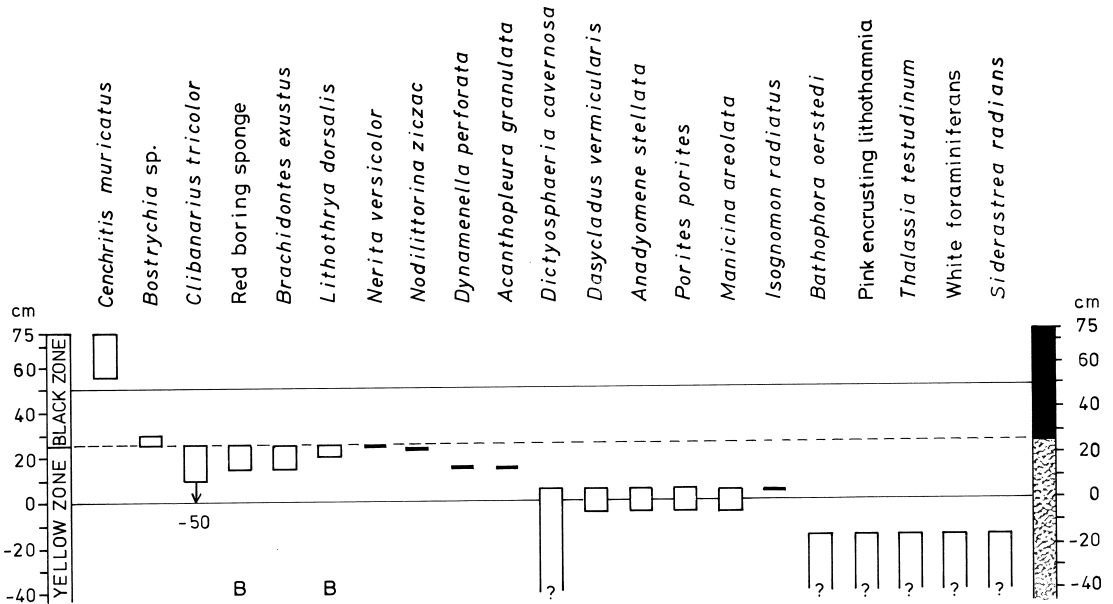 Cenchritis muricatus
Bostrychia sp.
Clibanarius tricolor
Red boring sponge
Brachidontes exustus
Lithothrya dorsalis
Nerita versicolor
Nodilittorina ziczac
Dynamenella perforata
Acanthopleura granulata
Dictyosphaeria cavernosa
Dasycladus vermicularis
Anadyomene stellata
Porites porites
Manicina areolata
Isognomon radiatus
Bathophora oerstedi
Pink encrusting lithothamnia
Thalassia testudinum
White foraminiferans
Siderastrea radians
cm
75
60
40
20
0
-20
-40
BLACK ZONE
YELLOW ZONE
-50
B
B
?
?
?
?
?
?
cm
75
60
40
20
0
-20
-40